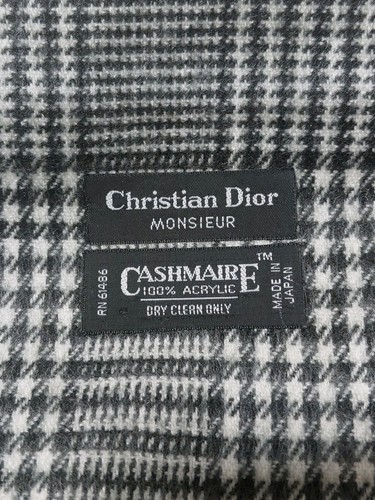 Christian Dior
MONSIEUR
CASHMAIRE™
100% ACRYLIC
DRY CLEAN ONLY
RN 61486
MADE IN
JAPAN